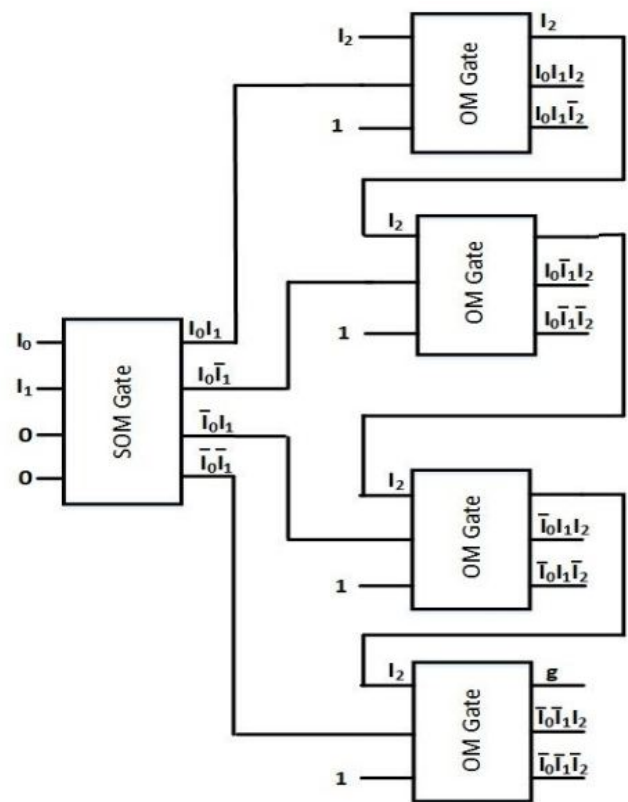 I₂
I₂
OM Gate
I₀I₁I₂
I₀I₁Ī₂
1
I₂
OM Gate
I₀Ī₁I₂
I₀Ī₁Ī₂
1
I₀
I₁
0
0
SOM Gate
I₀I₁
I₀Ī₁
Ī₀I₁
Ī₀Ī₁
I₂
OM Gate
Ī₀I₁I₂
Ī₀I₁Ī₂
1
I₂
OM Gate
g
Ī₀Ī₁I₂
Ī₀Ī₁Ī₂
1